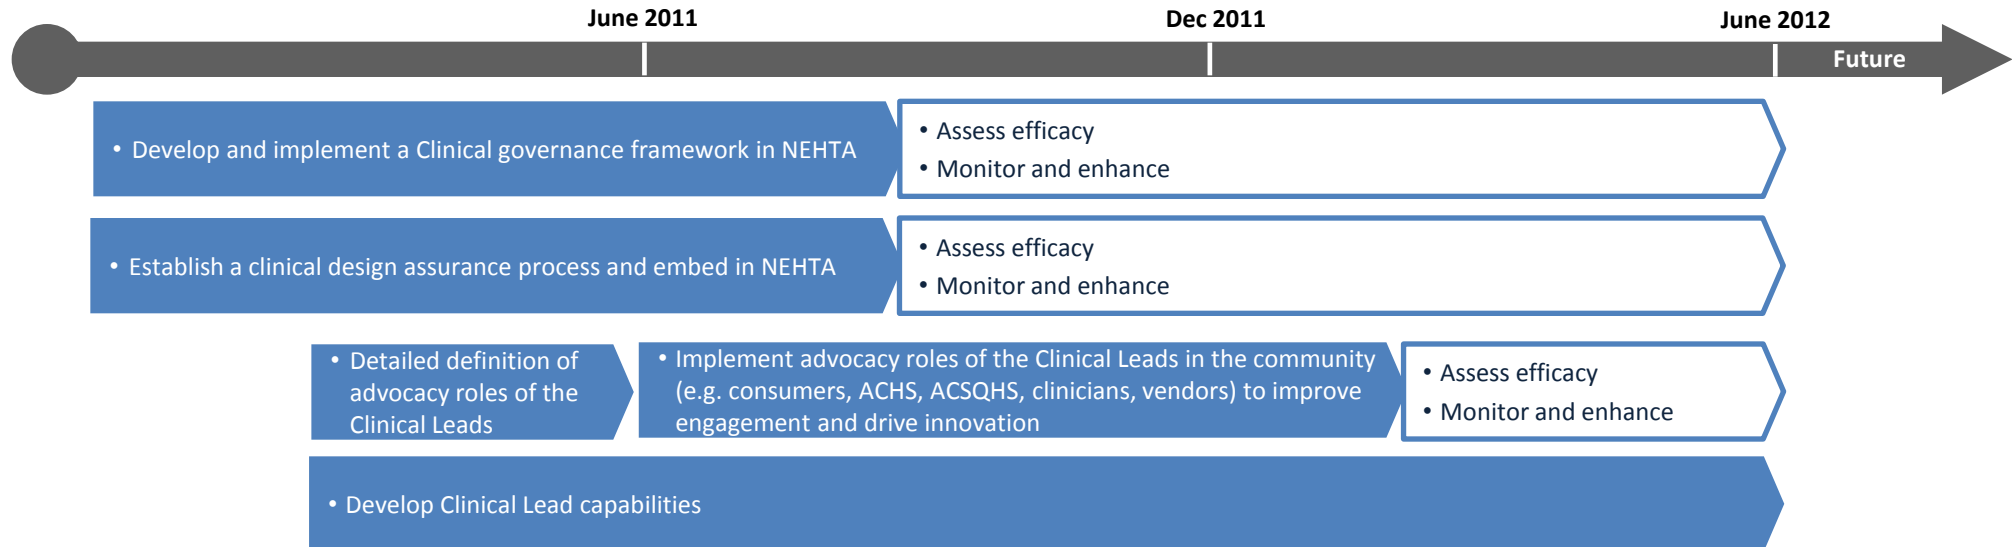 June 2011
Dec 2011
June 2012
Future
• Develop and implement a Clinical governance framework in NEHTA
• Assess efficacy
• Monitor and enhance
• Establish a clinical design assurance process and embed in NEHTA
• Assess efficacy
• Monitor and enhance
• Detailed definition of
advocacy roles of the
Clinical Leads
• Implement advocacy roles of the Clinical Leads in the community
(e.g. consumers, ACHS, ACSQHS, clinicians, vendors) to improve
engagement and drive innovation
• Assess efficacy
• Monitor and enhance
• Develop Clinical Lead capabilities